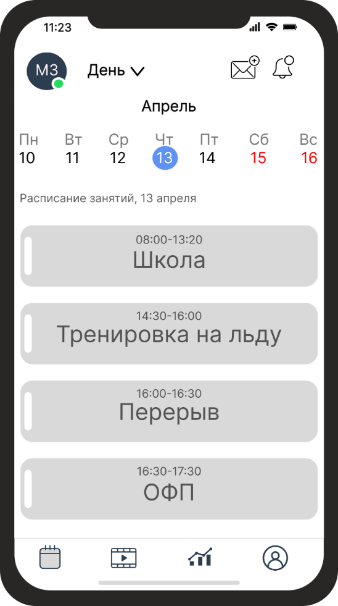 11:23
МЗ
День
Апрель
Пн Вт Ср Чт Пт Сб Вс
10 11 12 13 14 15 16
Расписание занятий, 13 апреля
08:00-13:20
Школа
14:30-16:00
Тренировка на льду
16:00-16:30
Перерыв
16:30-17:30
ОФП